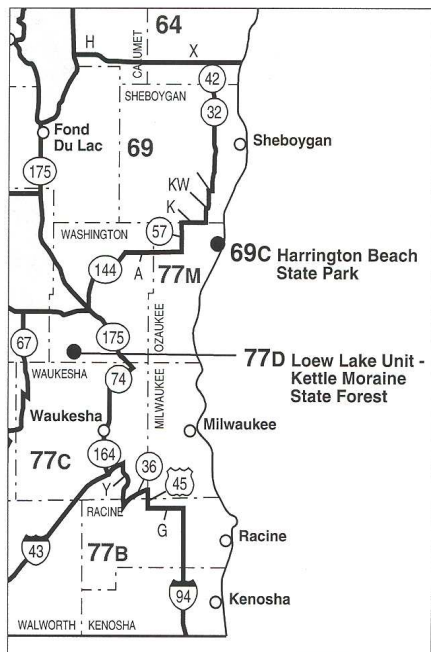 64
H
X
CALUMET
42
SHEBOYGAN
32
Fond
Du Lac
69
Sheboygan
175
KW
K
57
WASHINGTON
69C Harrington Beach
State Park
144
A
77M
OZAUKEE
175
67
77D Loew Lake Unit -
Kettle Moraine
State Forest
WAUKESHA
74
MILWAUKEE
Waukesha
Milwaukee
77C
164
36
45
Y
RACINE
G
43
77B
Racine
94
Kenosha
WALWORTH
KENOSHA